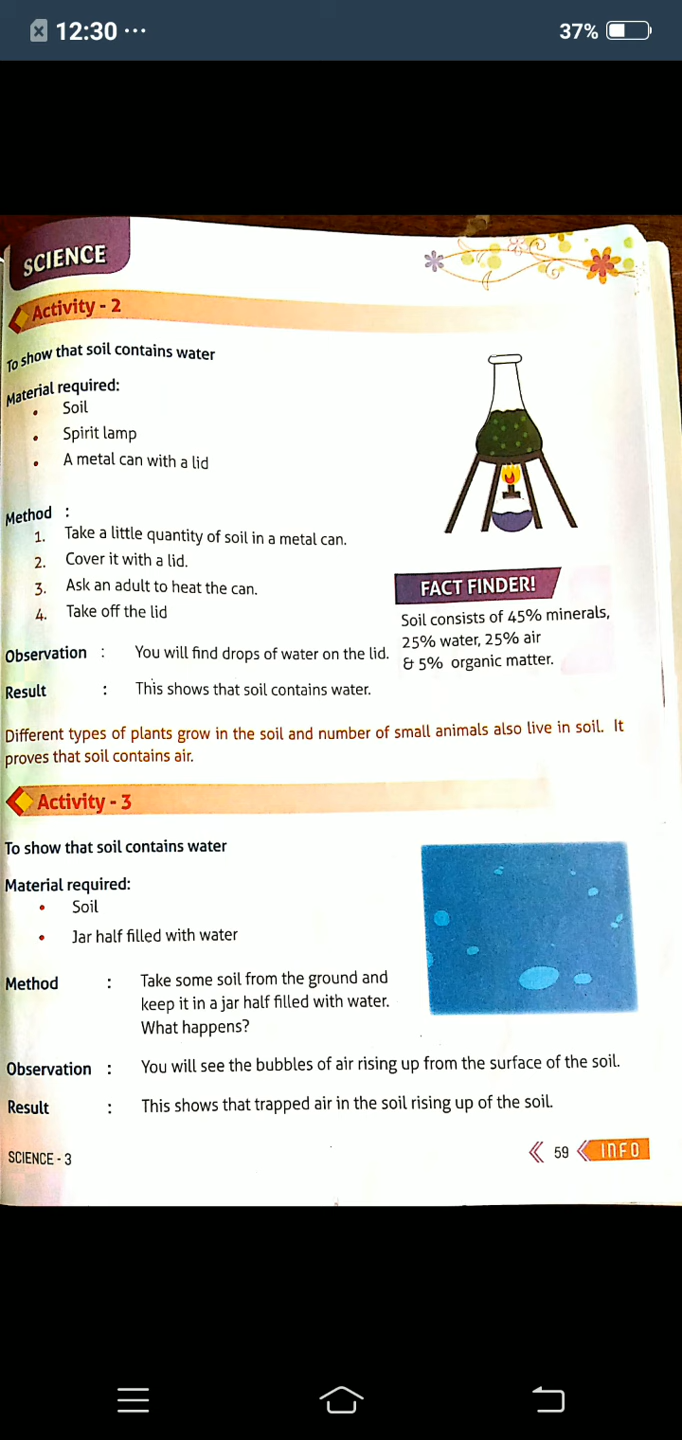 12:30 ...
37%
SCIENCE
Activity - 2
To show that soil contains water
Material required:
• Soil
• Spirit lamp
• A metal can with a lid
Method :
1. Take a little quantity of soil in a metal can.
2. Cover it with a lid.
3. Ask an adult to heat the can.
4. Take off the lid
FACT FINDER!
Soil consists of 45% minerals,
25% water, 25% air
& 5% organic matter.
Observation : You will find drops of water on the lid.
Result : This shows that soil contains water.
Different types of plants grow in the soil and number of small animals also live in soil. It
proves that soil contains air.
Activity - 3
To show that soil contains water
Material required:
• Soil
• Jar half filled with water
Method : Take some soil from the ground and
keep it in a jar half filled with water.
What happens?
Observation : You will see the bubbles of air rising up from the surface of the soil.
Result : This shows that trapped air in the soil rising up of the soil.
SCIENCE - 3
59
INFO